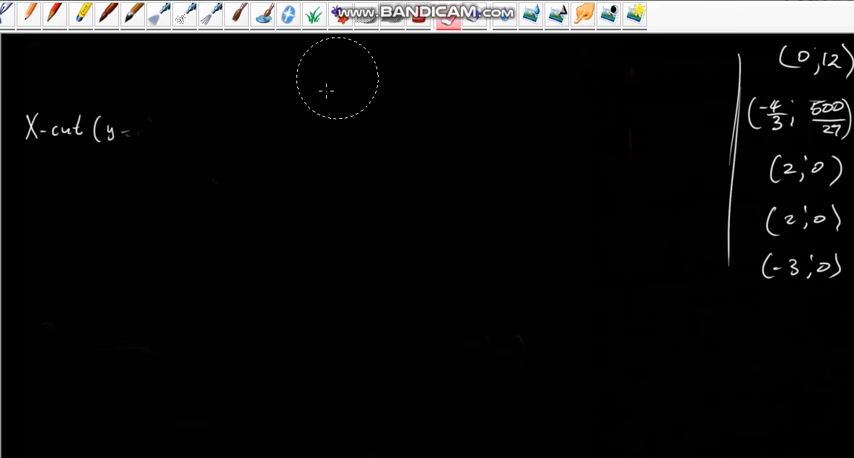 www.BANDICAM.com
(0;12)
X-cut (y=
(-4/3; 500/27)
(2;0)
(2;0)
(-3;0)